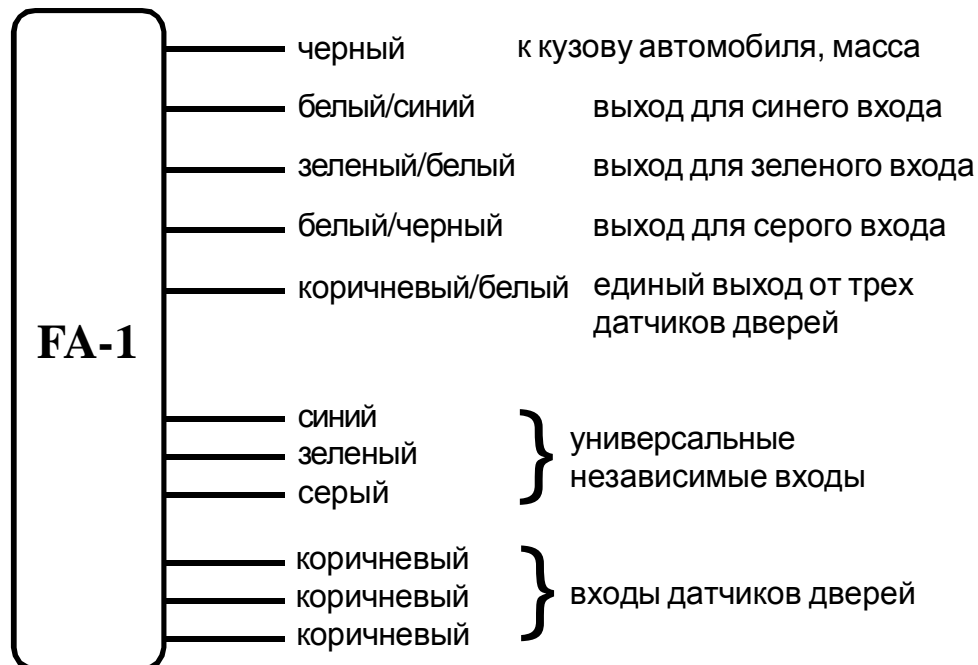 черный к кузову автомобиля, масса
белый/синий выход для синего входа
зеленый/белый выход для зеленого входа
белый/черный выход для серого входа
коричневый/белый единый выход от трех
датчиков дверей
FA-1
синий
зеленый
серый
универсальные
независимые входы
коричневый
коричневый
коричневый
входы датчиков дверей